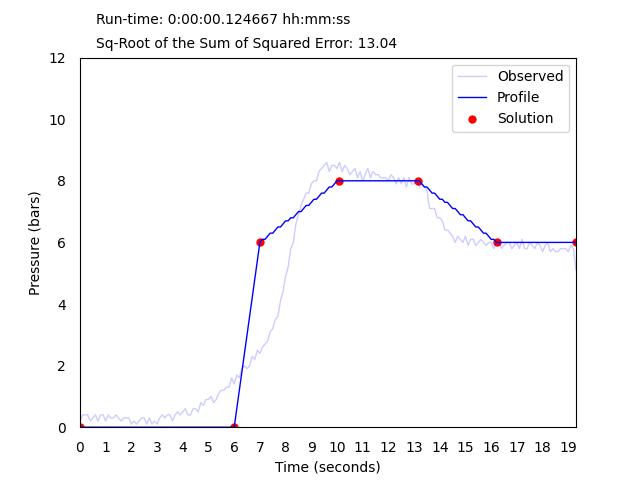 Run-time: 0:00:00.124667 hh:mm:ss
Sq-Root of the Sum of Squared Error: 13.04
12
10
8
6
4
2
0
Pressure (bars)
Observed
Profile
Solution
0 1 2 3 4 5 6 7 8 9 10 11 12 13 14 15 16 17 18 19
Time (seconds)